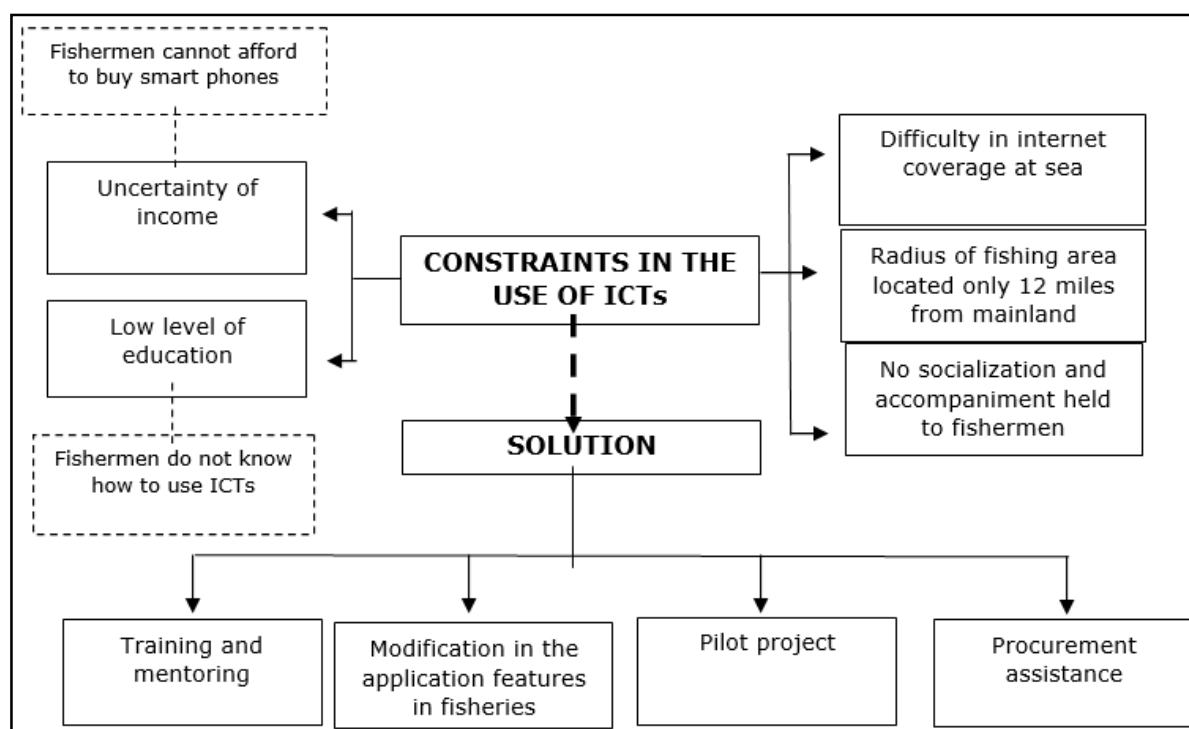 Fishermen cannot afford
to buy smart phones
Uncertainty of
income
Low level of
education
Fishermen do not know
how to use ICTs
CONSTRAINTS IN THE
USE OF ICTs
SOLUTION
Difficulty in internet
coverage at sea
Radius of fishing area
located only 12 miles
from mainland
No socialization and
accompaniment held
to fishermen
Training and
mentoring
Modification in the
application features
in fisheries
Pilot project
Procurement
assistance